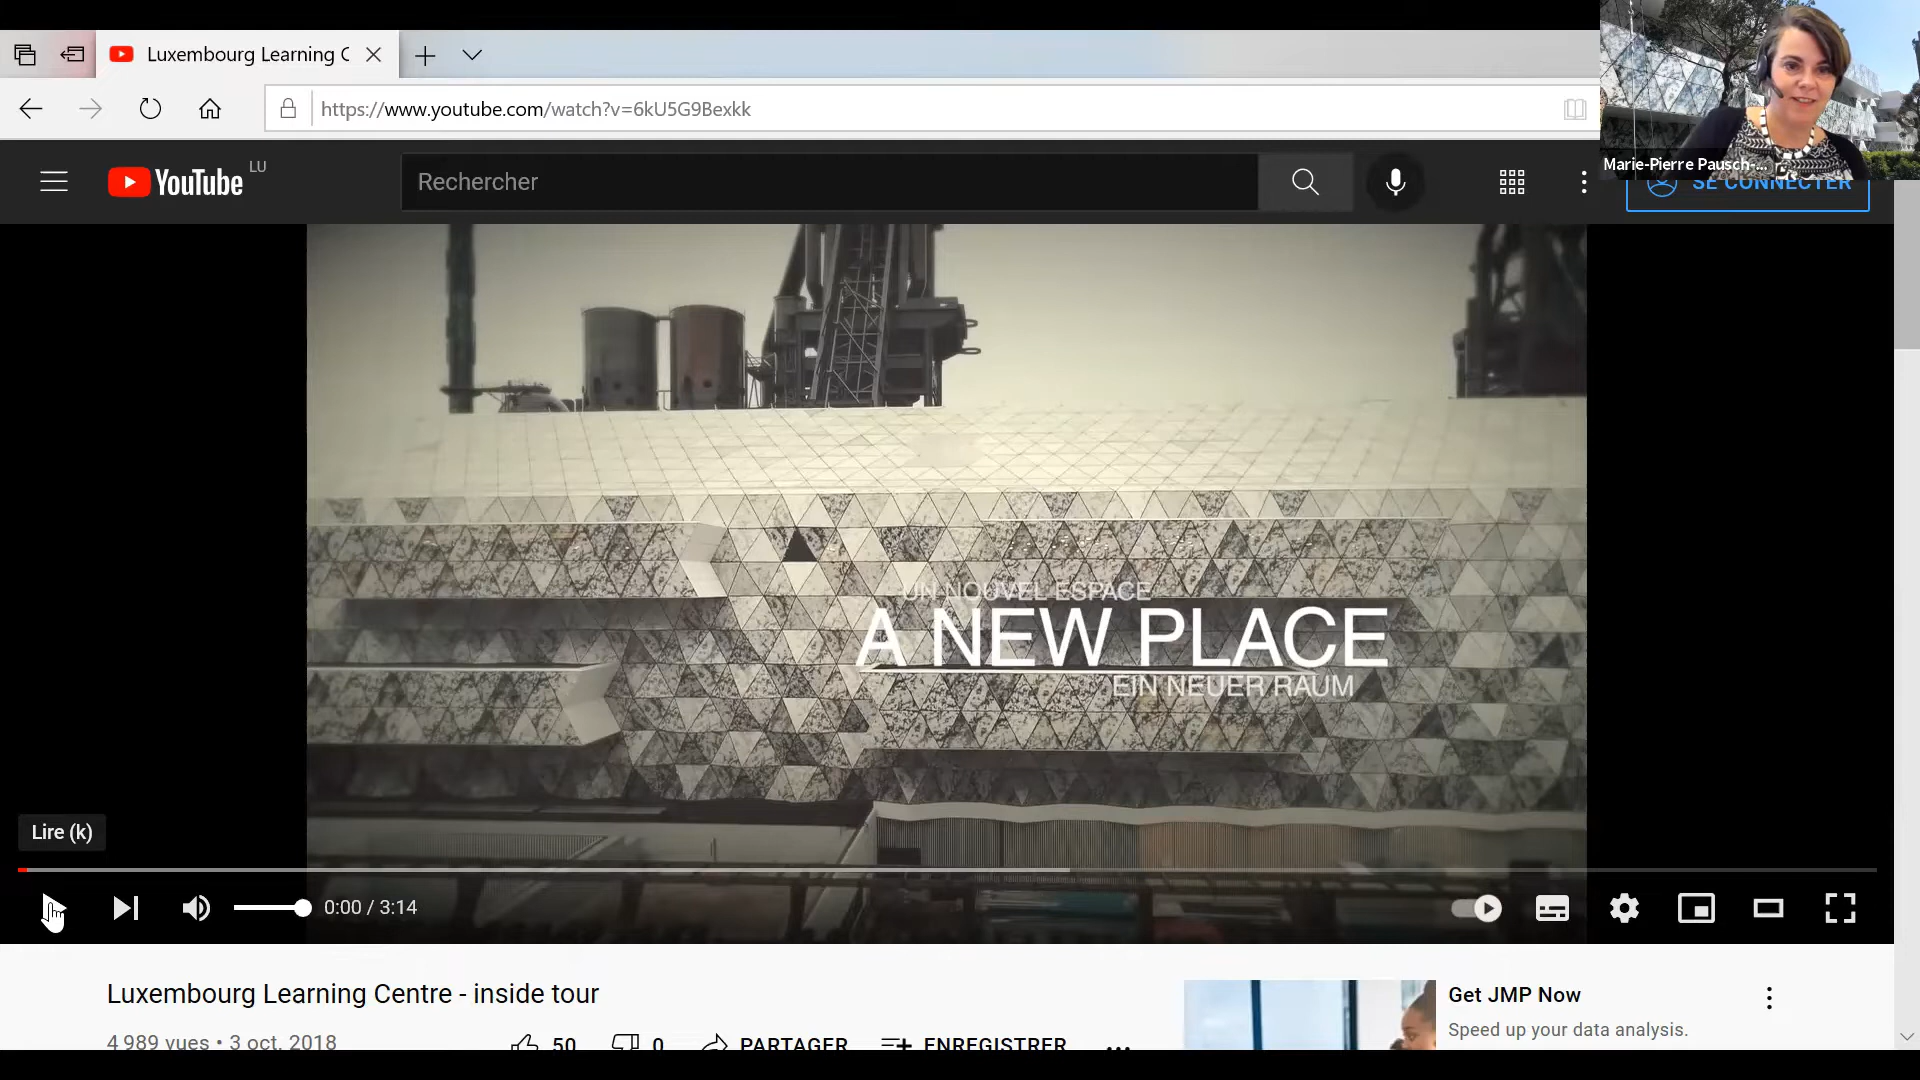 Luxembourg Learning C
https://www.youtube.com/watch?v=6kU5G9Bexkk
Marie-Pierre Pausch-...
YouTube LU
Rechercher
SE CONNECTER
UN NOUVEL ESPACE
A NEW PLACE
EIN NEUER RAUM
Lire (k)
0:00 / 3:14
Luxembourg Learning Centre - inside tour
4 989 vues • 3 oct. 2018
50
0
PARTAGER
ENREGISTRER
Get JMP Now
Speed up your data analysis.